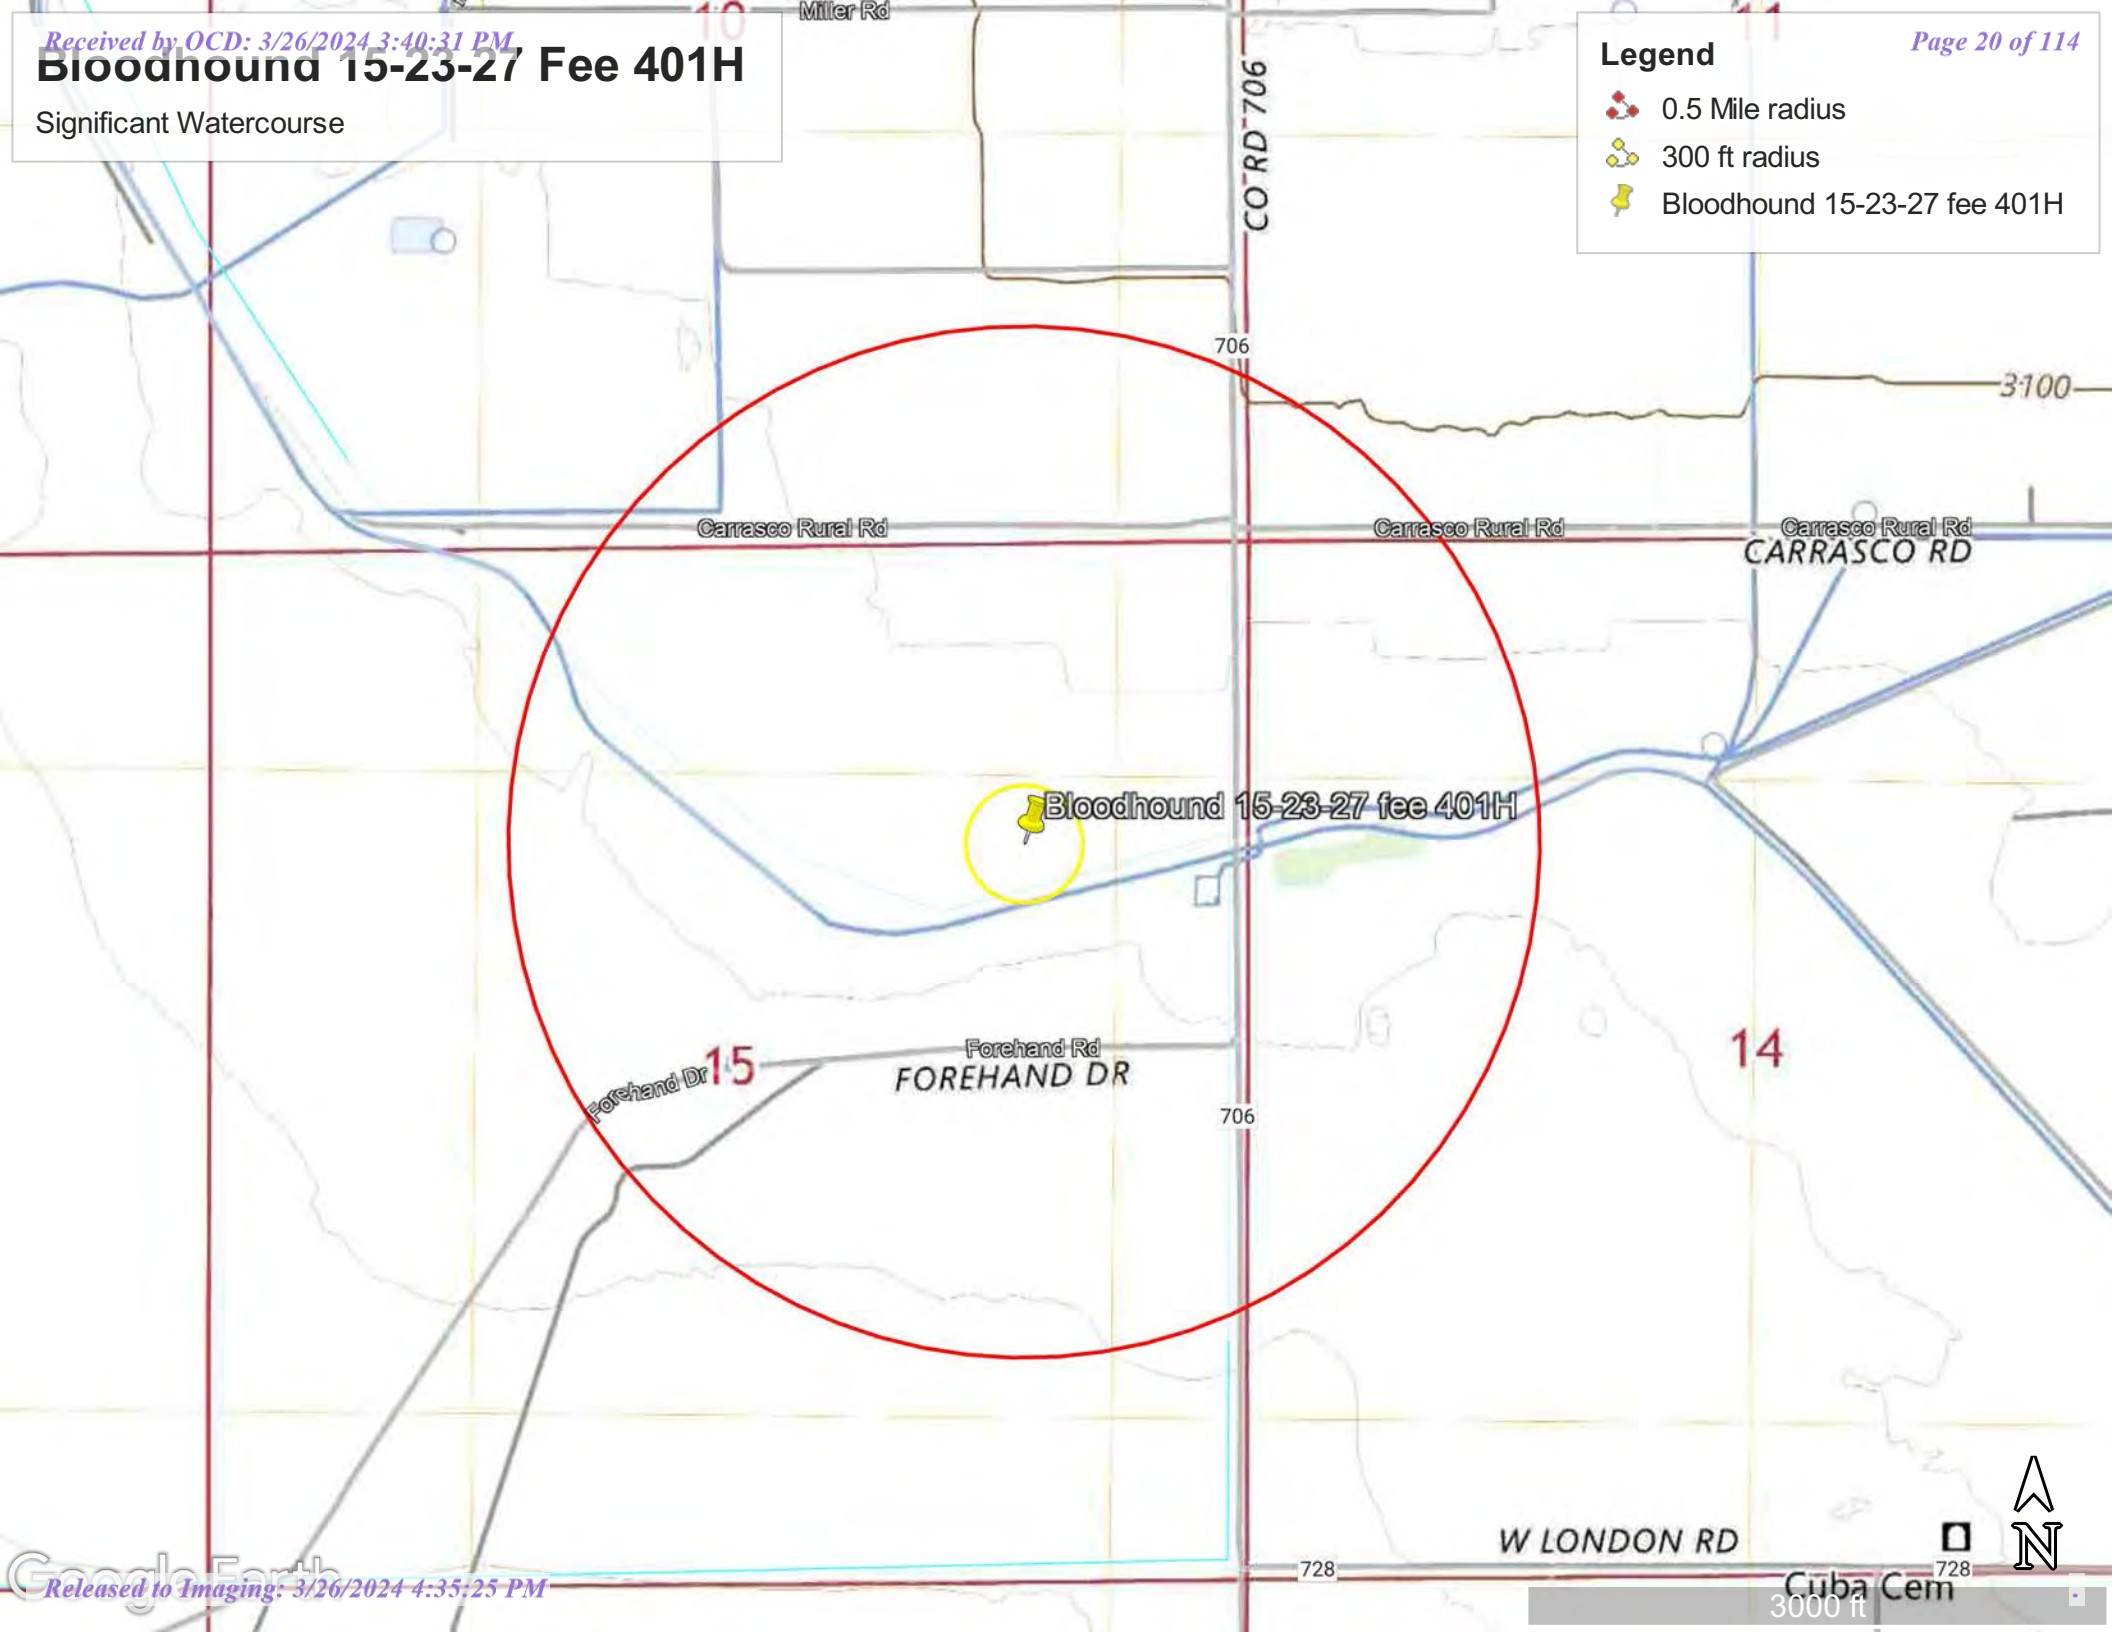 Received by OCD: 3/26/2024 3:40:31 PM
Bloodhound 15-23-27 Fee 401H
Significant Watercourse
Page 20 of 114
Legend
0.5 Mile radius
300 ft radius
Bloodhound 15-23-27 fee 401H
10
Miller Rd
11
CO RD 706
706
3100
Carrasco Rural Rd
Carrasco Rural Rd
Carrasco Rural Rd
CARRASCO RD
Bloodhound 15-23-27 fee 401H
15
Forehand Dr
Forehand Rd
FOREHAND DR
14
706
W LONDON RD
N
728
728
Cuba Cem
3000 ft
Google Earth
Released to Imaging: 3/26/2024 4:35:25 PM